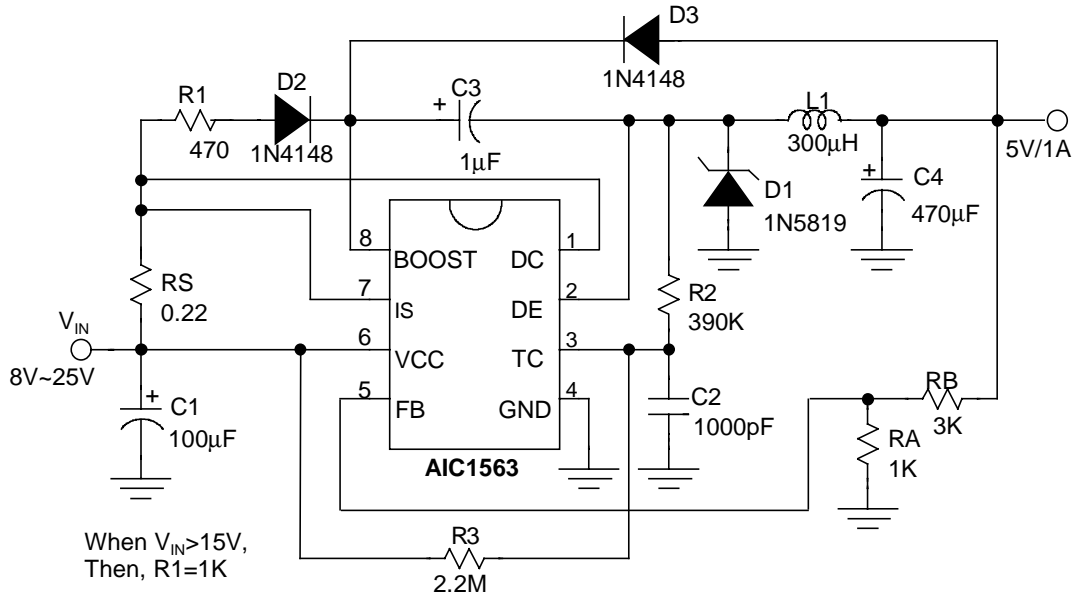 D3
1N4148
D2
R1
C3
+
L1
470
1N4148
1µF
300µH
5V/1A
+
C4
470µF
D1
1N5819
8
BOOST
DC
1
RS
0.22
7
IS
DE
2
R2
390K
VIN
8V~25V
6
VCC
TC
3
5
FB
GND
4
+
C1
100µF
C2
1000pF
RB
3K
RA
1K
AIC1563
When VIN>15V,
Then, R1=1K
R3
2.2M